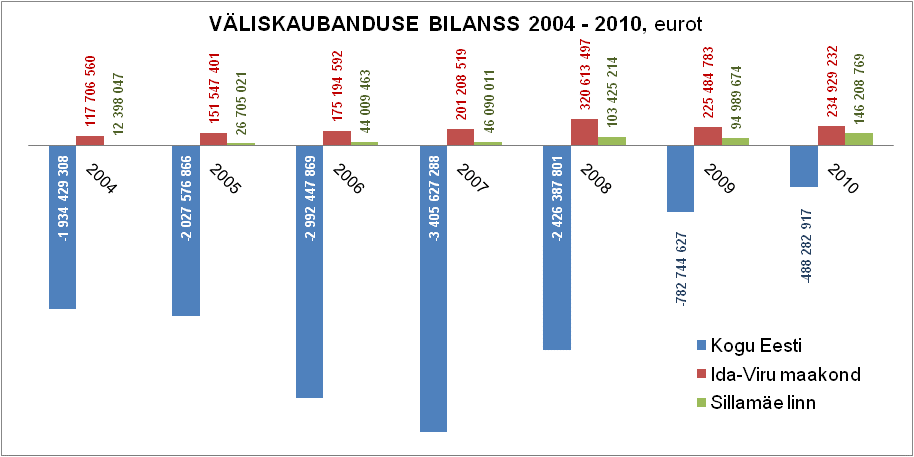 VÄLISKAUBANDUSE BILANSS 2004 - 2010, eurot
117 706 560
12 398 047
151 547 401
26 705 021
175 194 592
44 009 463
201 208 519
46 090 011
320 613 497
103 425 214
225 484 783
94 989 674
234 929 232
146 208 769
2004
2005
2006
2007
2008
2009
2010
-1 934 429 308
-2 027 576 866
-2 992 447 869
-3 405 627 288
-2 426 387 801
-782 744 627
-488 282 917
Kogu Eesti
Ida-Viru maakond
Sillamäe linn